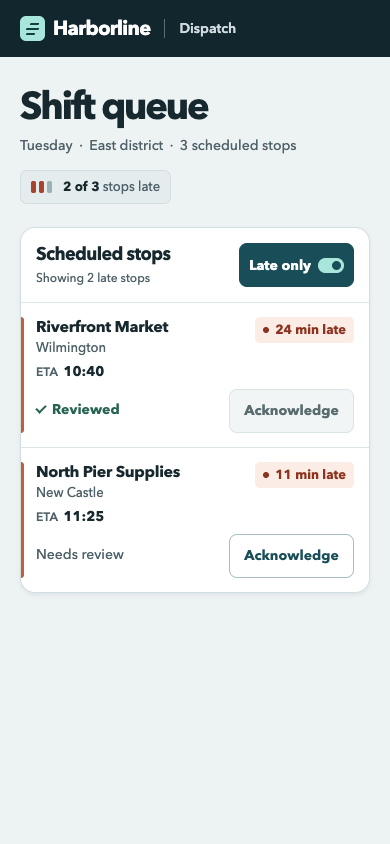 Harborline
Dispatch
Shift queue
Tuesday · East district · 3 scheduled stops
2 of 3 stops late
Scheduled stops
Showing 2 late stops
Late only
Riverfront Market
24 min late
Wilmington
ETA 10:40
✓ Reviewed
Acknowledge
North Pier Supplies
11 min late
New Castle
ETA 11:25
Needs review
Acknowledge